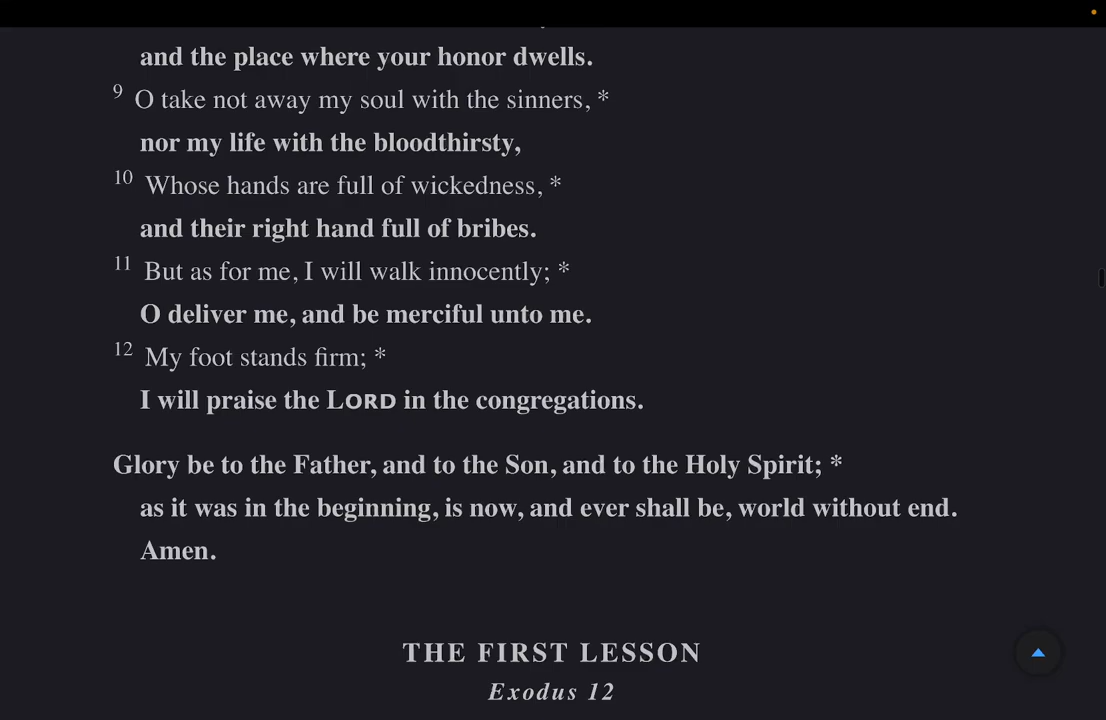 and the place where your honor dwells.
9 O take not away my soul with the sinners, *
nor my life with the bloodthirsty,
10 Whose hands are full of wickedness, *
and their right hand full of bribes.
11 But as for me, I will walk innocently; *
O deliver me, and be merciful unto me.
12 My foot stands firm; *
I will praise the LORD in the congregations.
Glory be to the Father, and to the Son, and to the Holy Spirit; *
as it was in the beginning, is now, and ever shall be, world without end.
Amen.
THE FIRST LESSON
Exodus 12